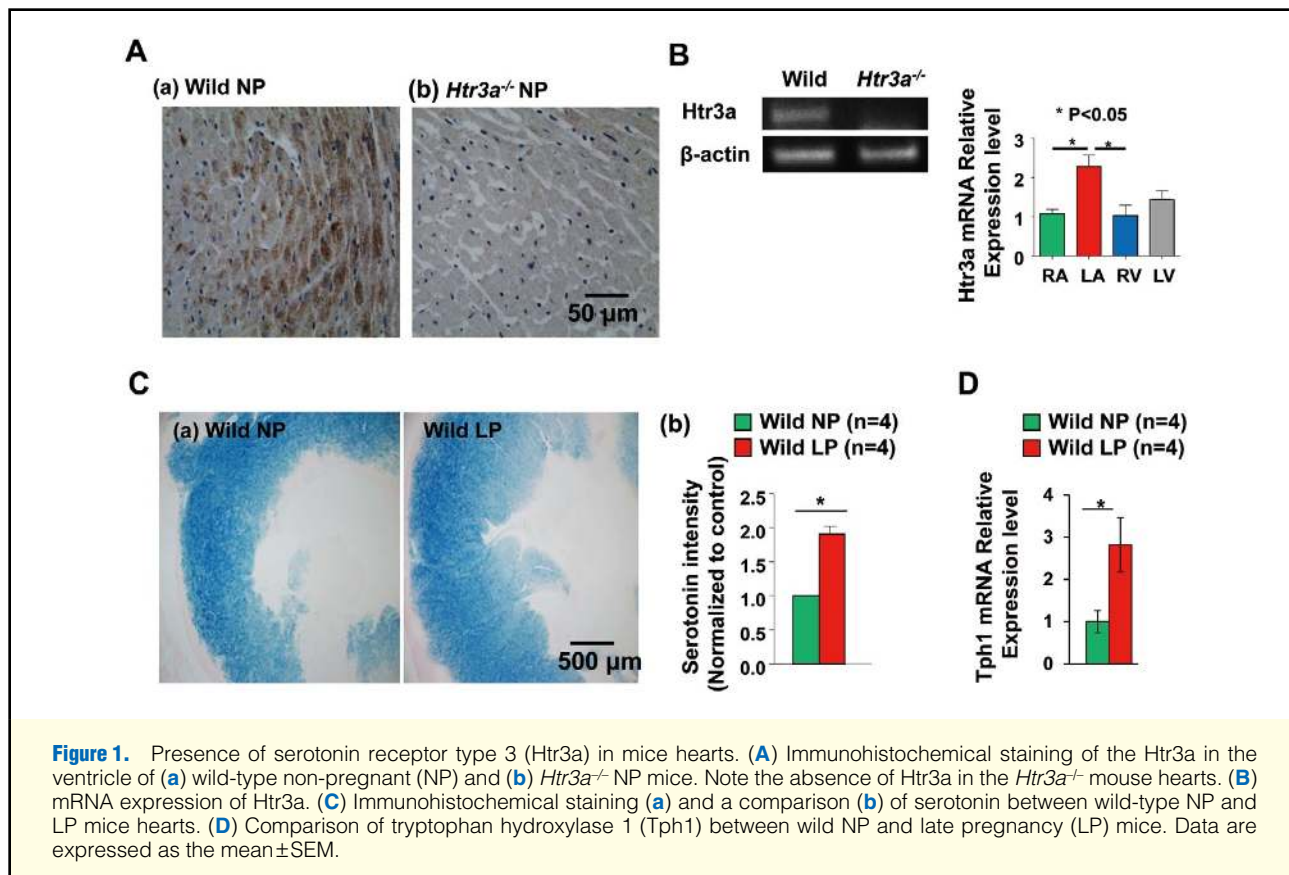 A
(a) Wild NP
(b) Htr3a-/- NP
50 µm
B
Wild Htr3a-/-
Htr3a
β-actin
* P<0.05
Htr3a mRNA Relative
Expression level
3
2
1
0
* *
RA LA RV LV
C
(a) Wild NP
Wild LP
500 µm
(b)
Wild NP (n=4)
Wild LP (n=4)
Serotonin intensity
(Normalized to control)
2.5
2.0
1.0
0.5
0.0
*
D
Wild NP (n=4)
Wild LP (n=4)
Tph1 mRNA Relative
Expression level
4
3
2
1
0
*
Figure 1. Presence of serotonin receptor type 3 (Htr3a) in mice hearts. (A) Immunohistochemical staining of the Htr3a in the
ventricle of (a) wild-type non-pregnant (NP) and (b) Htr3a–/– NP mice. Note the absence of Htr3a in the Htr3a–/– mouse hearts. (B)
mRNA expression of Htr3a. (C) Immunohistochemical staining (a) and a comparison (b) of serotonin between wild-type NP and
LP mice hearts. (D) Comparison of tryptophan hydroxylase 1 (Tph1) between wild NP and late pregnancy (LP) mice. Data are
expressed as the mean±SEM.